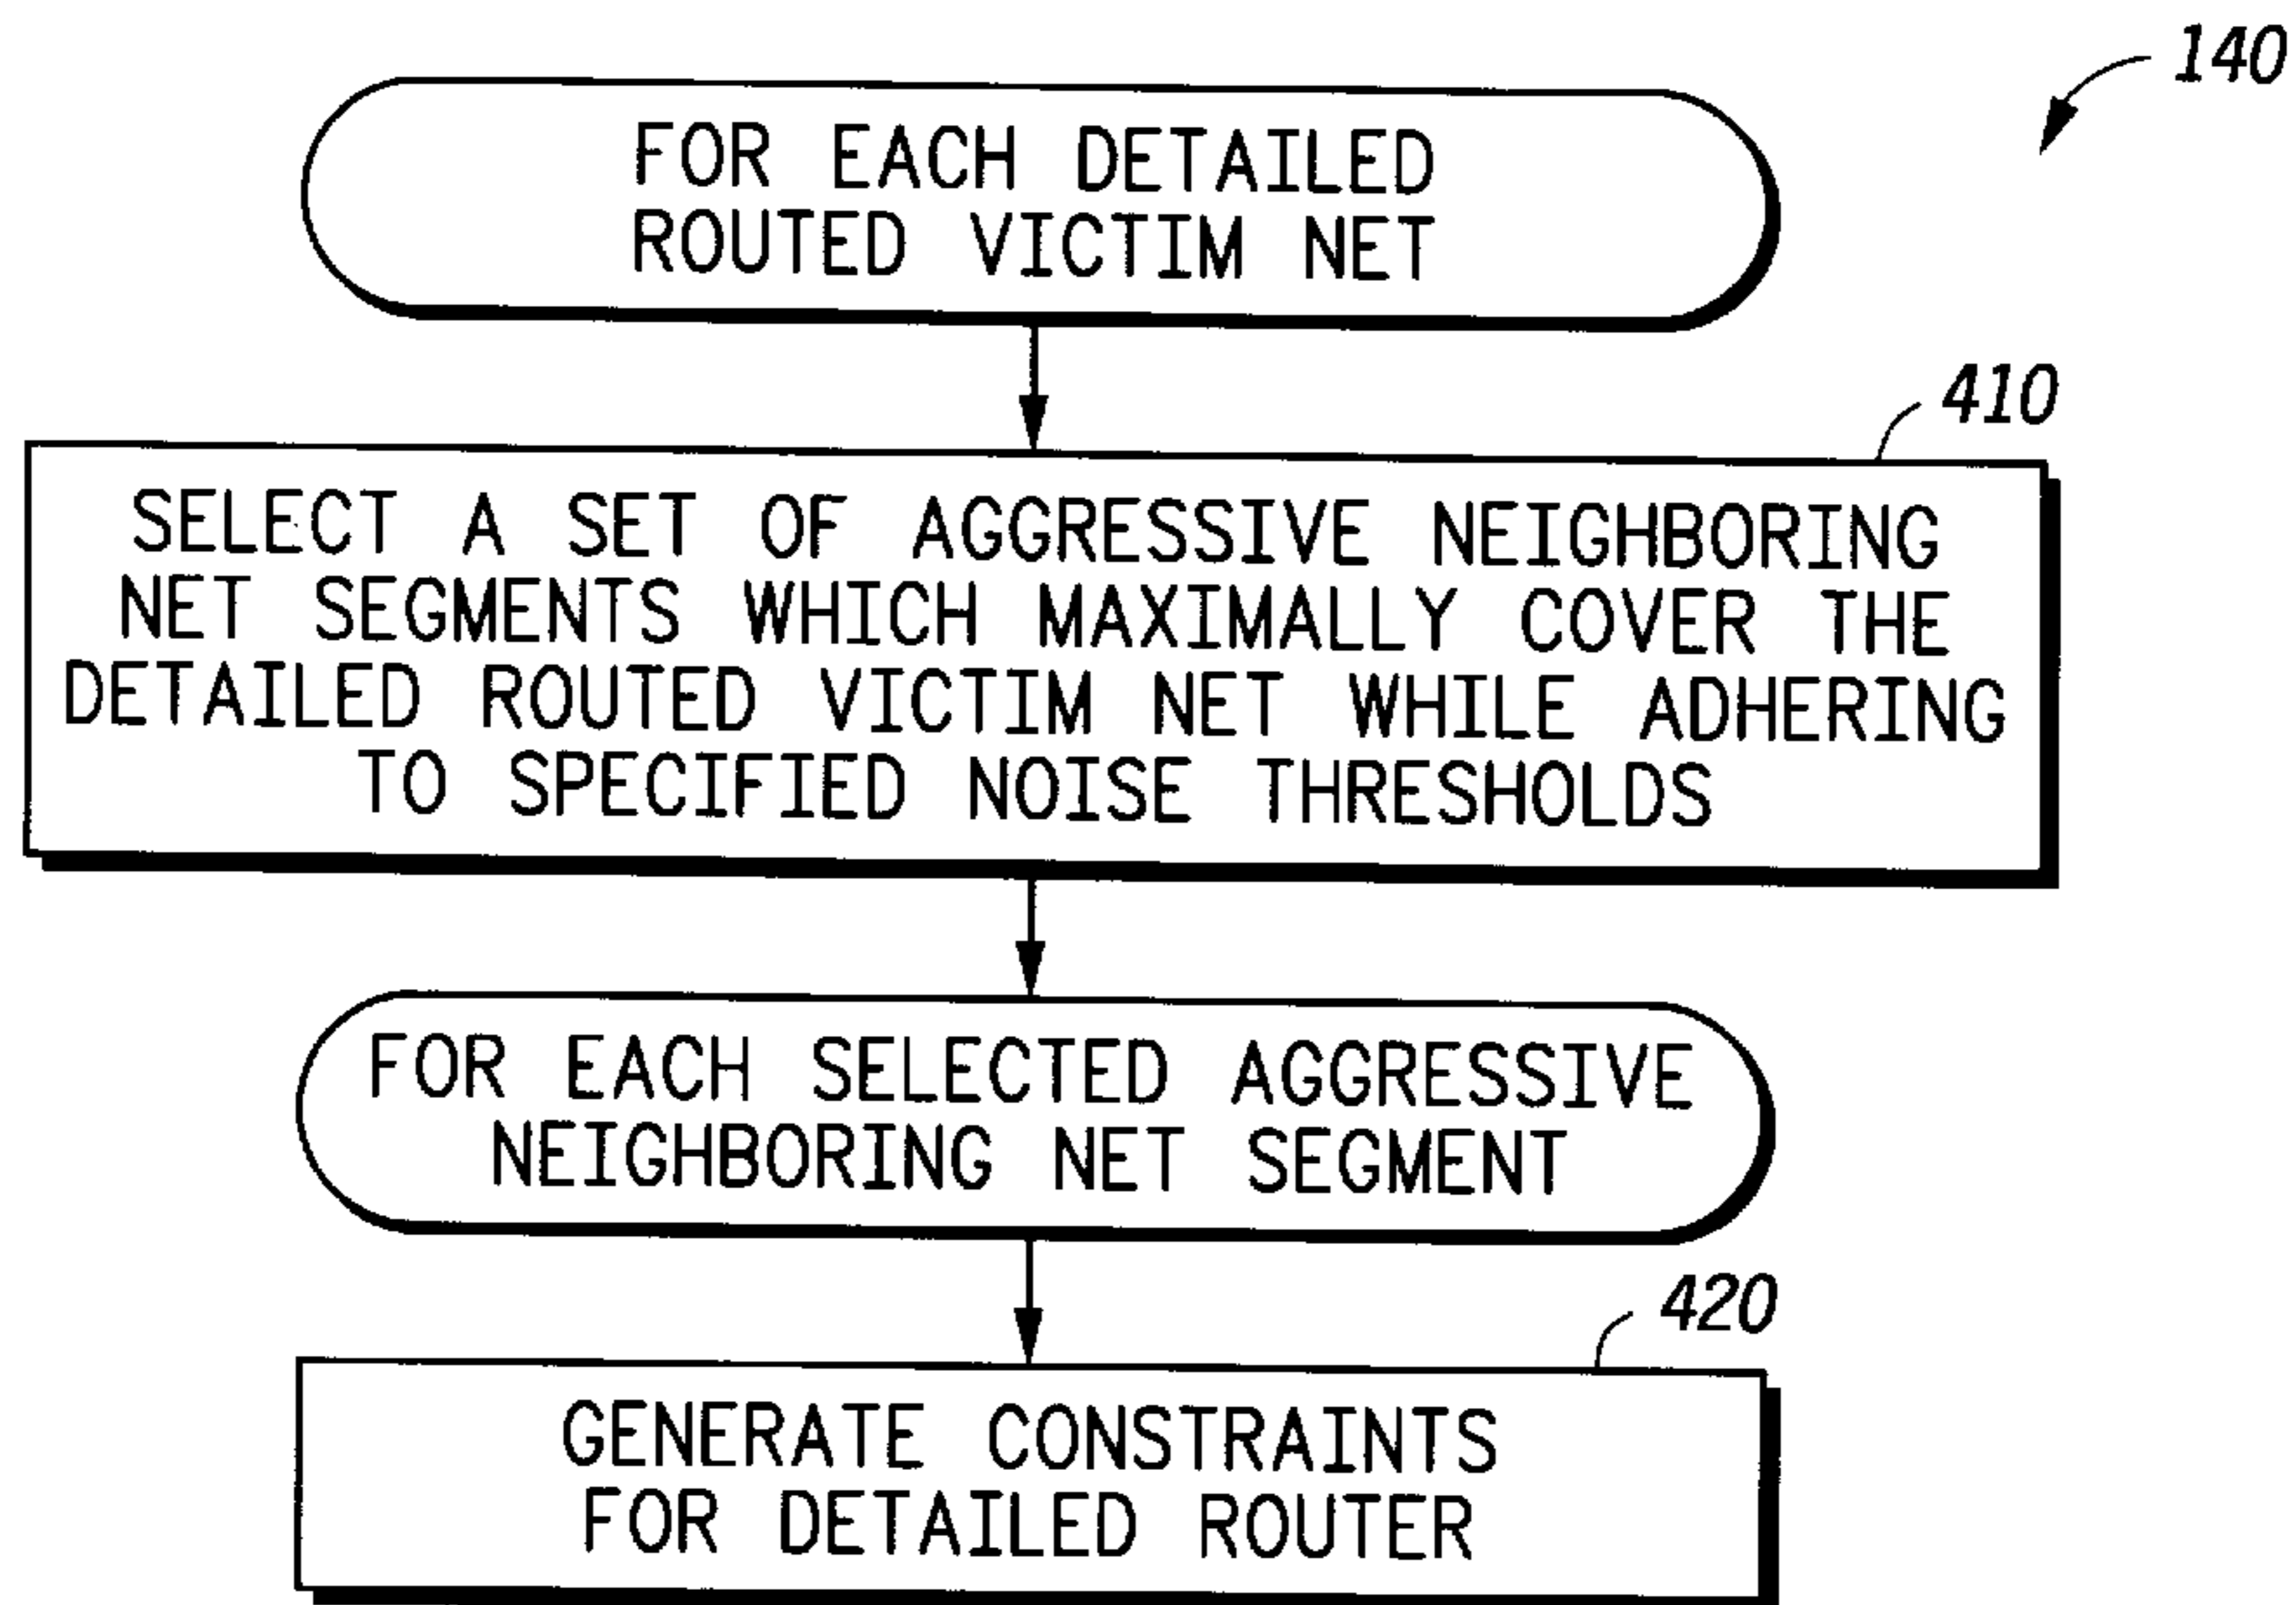 140
FOR EACH DETAILED
ROUTED VICTIM NET
410
SELECT A SET OF AGGRESSIVE NEIGHBORING
NET SEGMENTS WHICH MAXIMALLY COVER THE
DETAILED ROUTED VICTIM NET WHILE ADHERING
TO SPECIFIED NOISE THRESHOLDS
FOR EACH SELECTED AGGRESSIVE
NEIGHBORING NET SEGMENT
420
GENERATE CONSTRAINTS
FOR DETAILED ROUTER